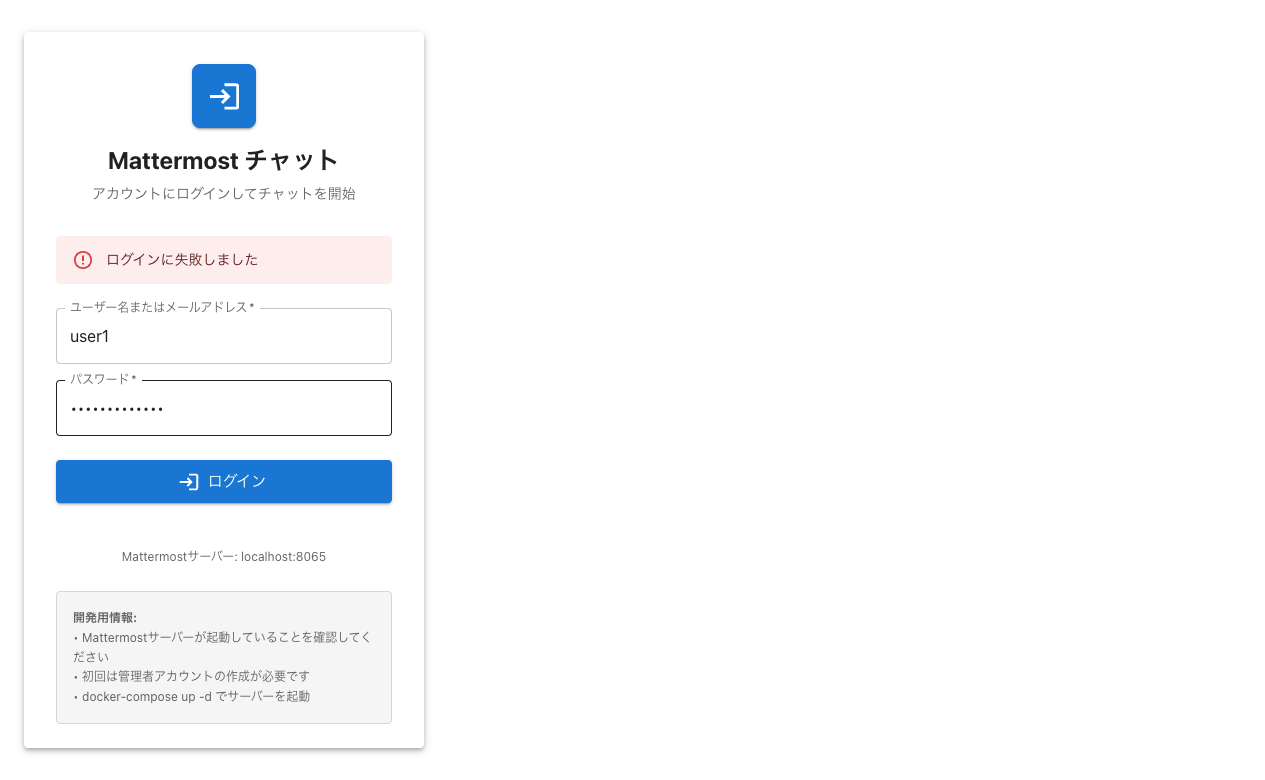 Mattermost チャット
アカウントにログインしてチャットを開始
ログインに失敗しました
ユーザー名またはメールアドレス *
user1
パスワード *
•••••••••••••
ログイン
Mattermostサーバー: localhost:8065
開発用情報:
• Mattermostサーバーが起動していることを確認してく
ださい
• 初回は管理者アカウントの作成が必要です
• docker-compose up -d でサーバーを起動